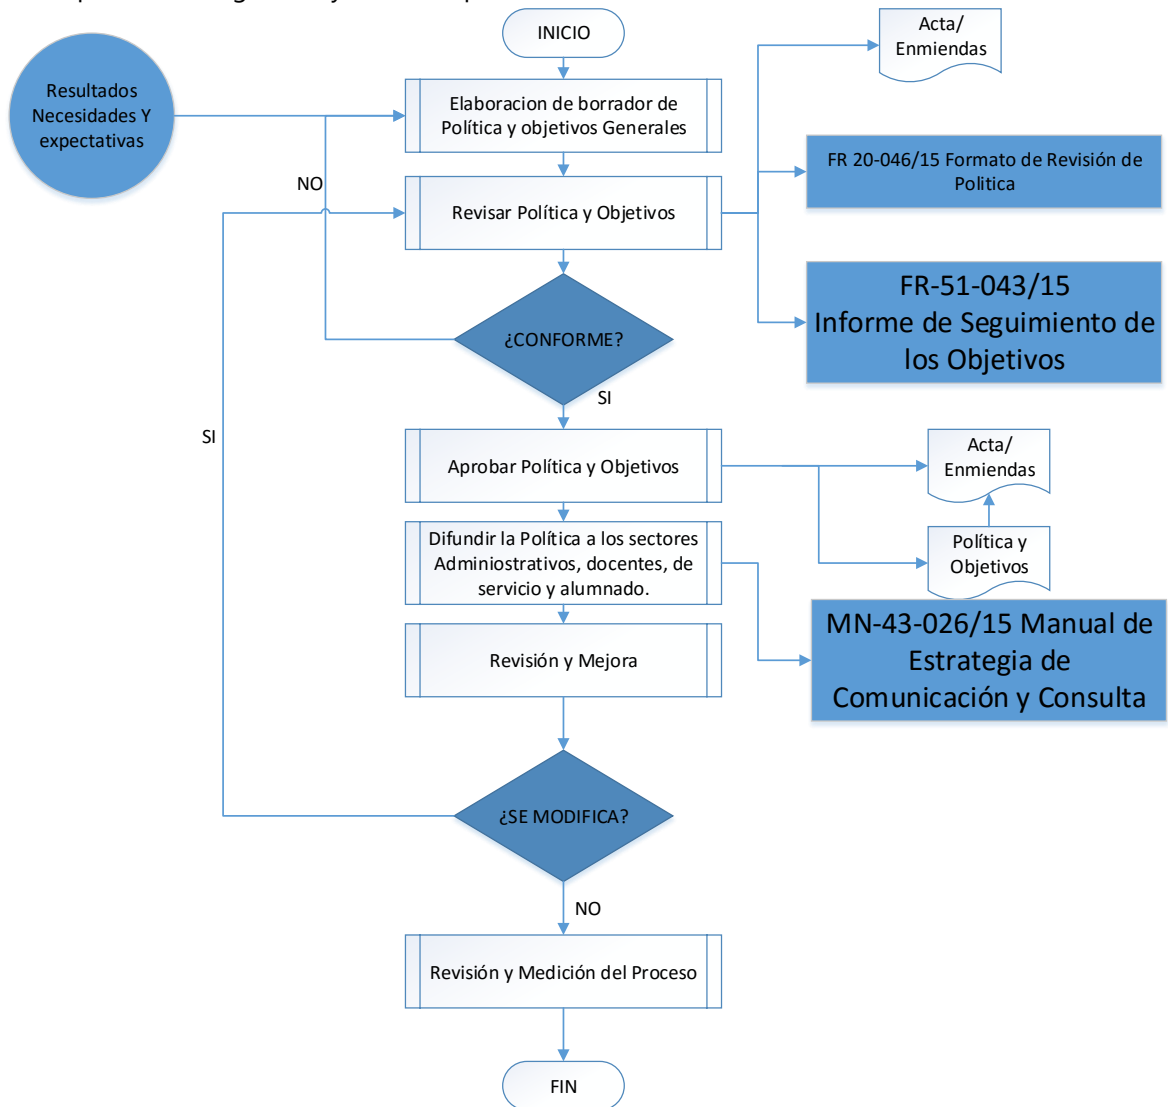 INICIO
Acta/
Enmiendas
Resultados
Necesidades Y
expectativas
Elaboracion de borrador de
Política y objetivos Generales
FR 20-046/15 Formato de Revisión de
Politica
NO
Revisar Política y Objetivos
FR-51-043/15
Informe de Seguimiento de
los Objetivos
¿CONFORME?
SI
SI
Aprobar Política y Objetivos
Acta/
Enmiendas
Difundir la Política a los sectores
Adminiostrativos, docentes, de
servicio y alumnado.
Política y
Objetivos
MN-43-026/15 Manual de
Estrategia de
Comunicación y Consulta
Revisión y Mejora
¿SE MODIFICA?
NO
Revisión y Medición del Proceso
FIN